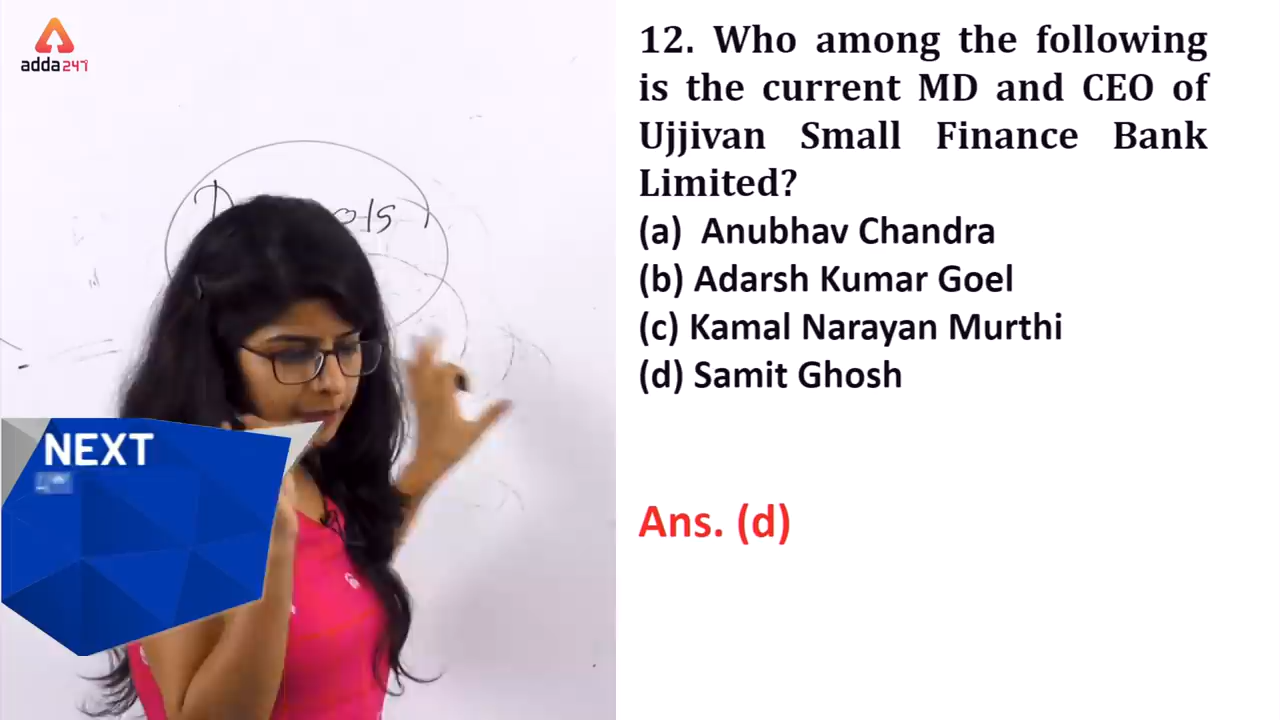 adda247
12. Who among the following
is the current MD and CEO of
Ujjivan Small Finance Bank
Limited?
(a) Anubhav Chandra
(b) Adarsh Kumar Goel
(c) Kamal Narayan Murthi
(d) Samit Ghosh
NEXT
Ans. (d)